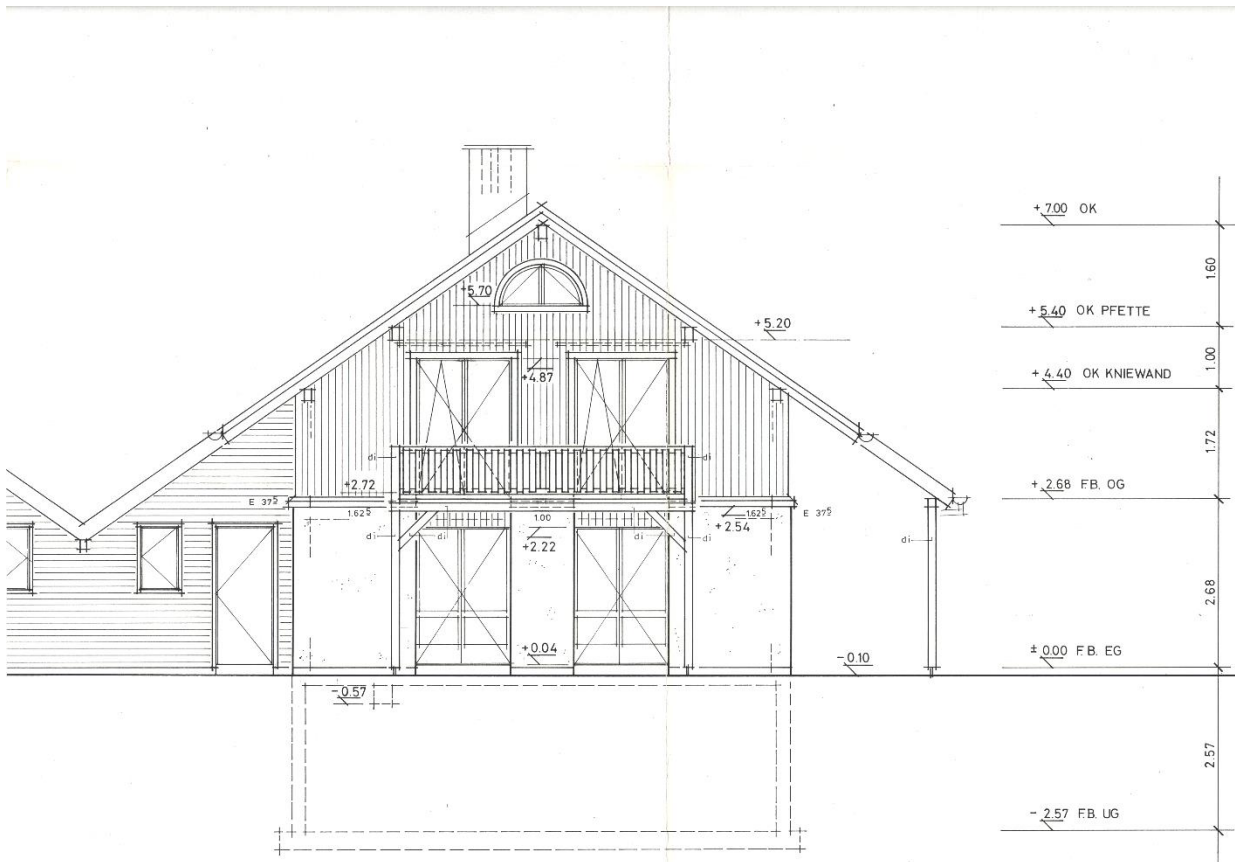 + 7.00 OK
1.60
+5.70
+ 5.40 OK PFETTE
+ 5.20
1.00
+4.87
+ 4.40 OK KNIEWAND
1.72
di
di
+2.72
+ 2.68 F.B. OG
E 37⁵
1.62⁵
1.00
1.62⁵
E 37⁵
+ 2.54
di
di
+2.22
di
di
di
2.68
+0.04
-0.10
± 0.00 F.B. EG
-0.57
2.57
- 2.57 F.B. UG